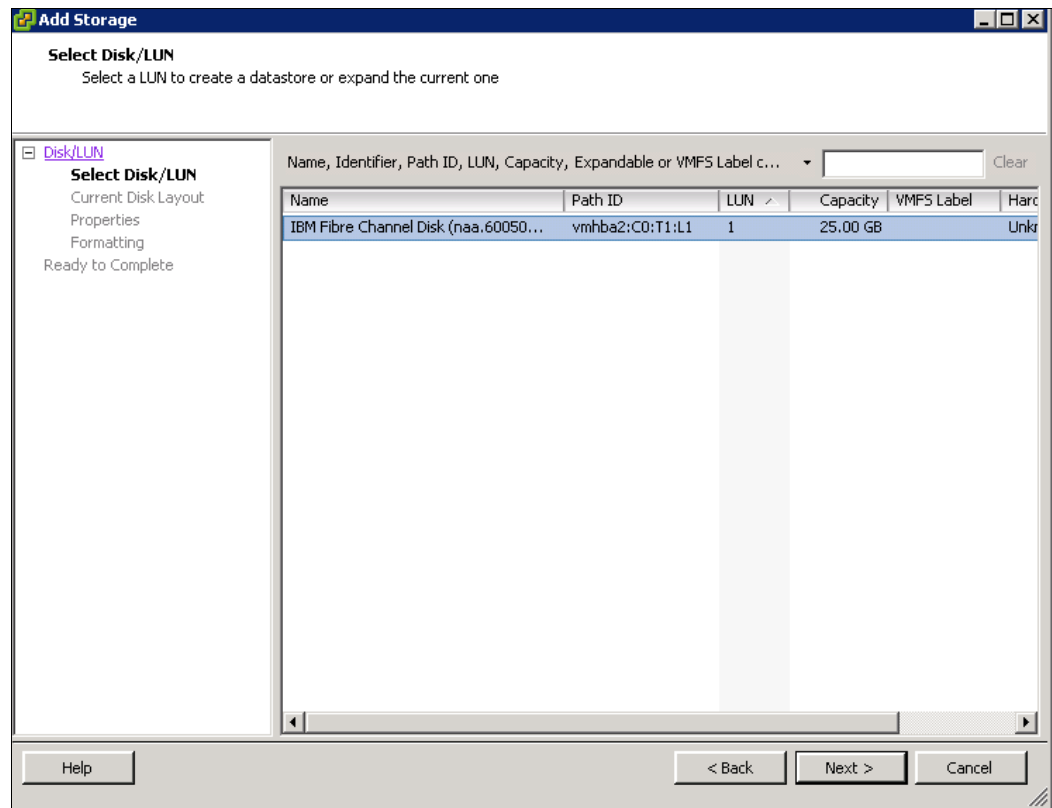 Add Storage
Select Disk/LUN
Select a LUN to create a datastore or expand the current one
Disk/LUN
Select Disk/LUN
Current Disk Layout
Properties
Formatting
Ready to Complete
Name, Identifier, Path ID, LUN, Capacity, Expandable or VMFS Label c... Clear
Name Path ID LUN Capacity VMFS Label Hard
IBM Fibre Channel Disk (naa.60050... vmhba2:C0:T1:L1 1 25.00 GB Unkn
Help < Back Next > Cancel